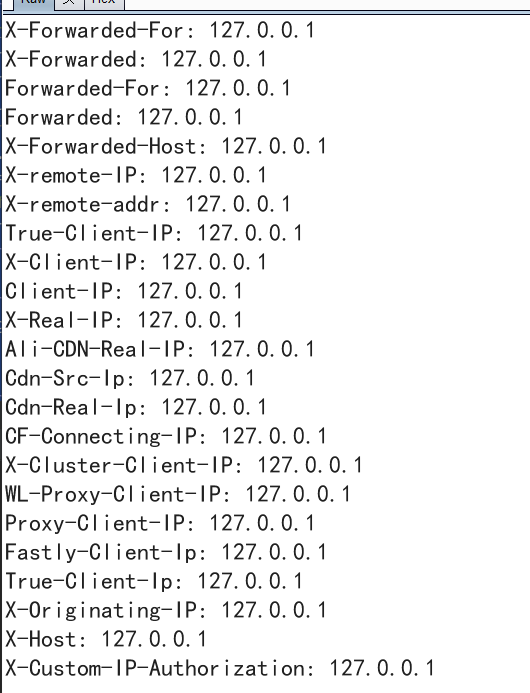 Raw Hex
X-Forwarded-For: 127.0.0.1
X-Forwarded: 127.0.0.1
Forwarded-For: 127.0.0.1
Forwarded: 127.0.0.1
X-Forwarded-Host: 127.0.0.1
X-remote-IP: 127.0.0.1
X-remote-addr: 127.0.0.1
True-Client-IP: 127.0.0.1
X-Client-IP: 127.0.0.1
Client-IP: 127.0.0.1
X-Real-IP: 127.0.0.1
Ali-CDN-Real-IP: 127.0.0.1
Cdn-Src-Ip: 127.0.0.1
Cdn-Real-Ip: 127.0.0.1
CF-Connecting-IP: 127.0.0.1
X-Cluster-Client-IP: 127.0.0.1
WL-Proxy-Client-IP: 127.0.0.1
Proxy-Client-IP: 127.0.0.1
Fastly-Client-Ip: 127.0.0.1
True-Client-Ip: 127.0.0.1
X-Originating-IP: 127.0.0.1
X-Host: 127.0.0.1
X-Custom-IP-Authorization: 127.0.0.1